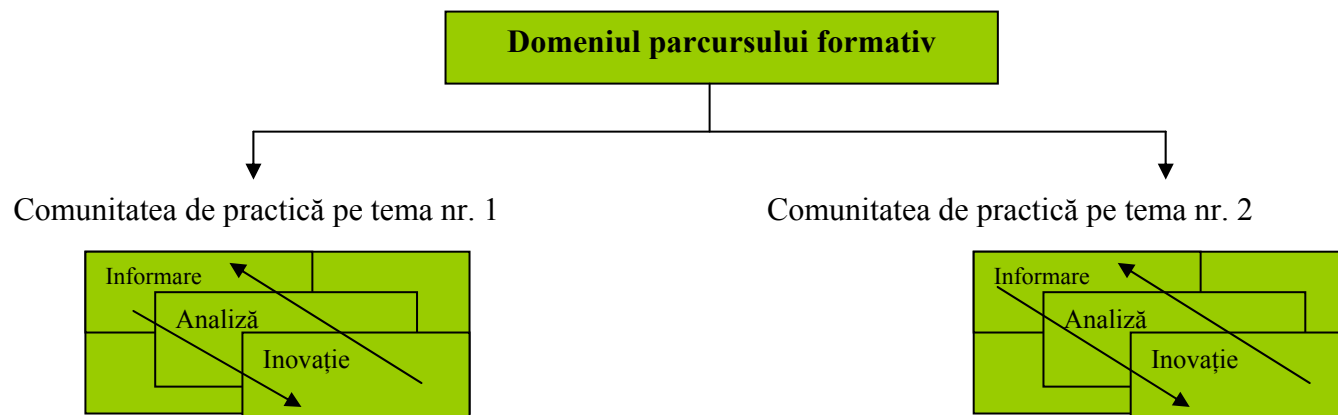 Domeniul parcursului formativ
Comunitatea de practică pe tema nr. 1
Comunitatea de practică pe tema nr. 2
Informare
Analiză
Inovație
Informare
Analiză
Inovație